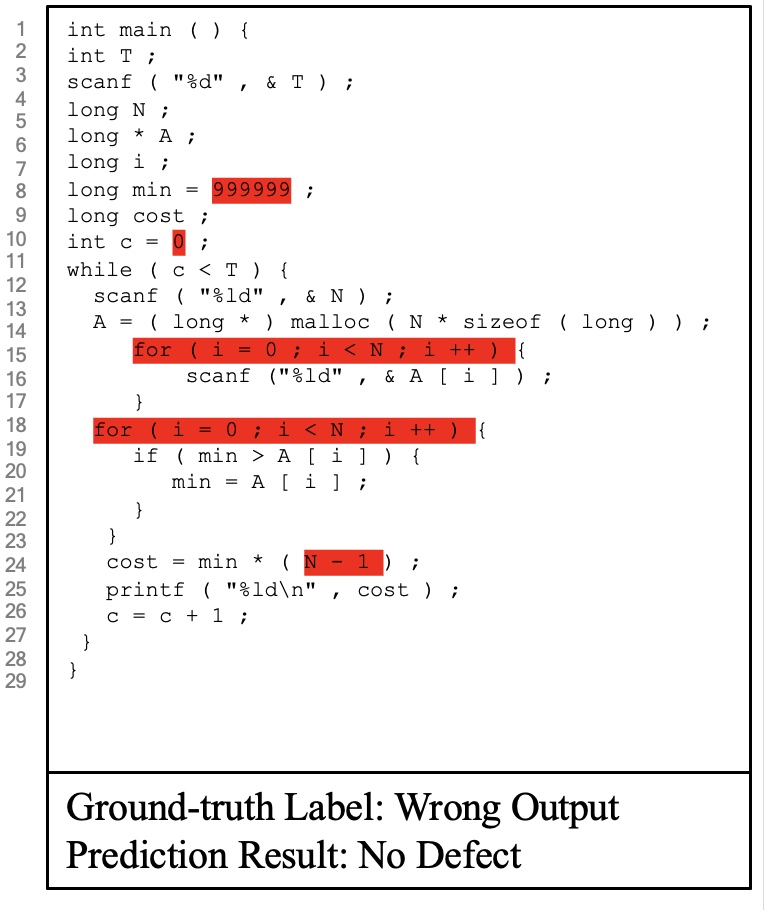 1
2
3
4
5
6
7
8
9
10
11
12
13
14
15
16
17
18
19
20
21
22
23
24
25
26
27
28
29
int main ( ) {
int T ;
scanf ( "%d" , & T ) ;
long N ;
long * A ;
long i ;
long min = 999999 ;
long cost ;
int c = 0 ;
while ( c < T ) {
scanf ( "%ld" , & N ) ;
A = ( long * ) malloc ( N * sizeof ( long ) ) ;
for ( i = 0 ; i < N ; i ++ ) {
scanf ("%ld" , & A [ i ] ) ;
}
for ( i = 0 ; i < N ; i ++ ) {
if ( min > A [ i ] ) {
min = A [ i ] ;
}
}
cost = min * ( N - 1 ) ;
printf ( "%ld\n" , cost ) ;
c = c + 1 ;
}
}
Ground-truth Label: Wrong Output
Prediction Result: No Defect